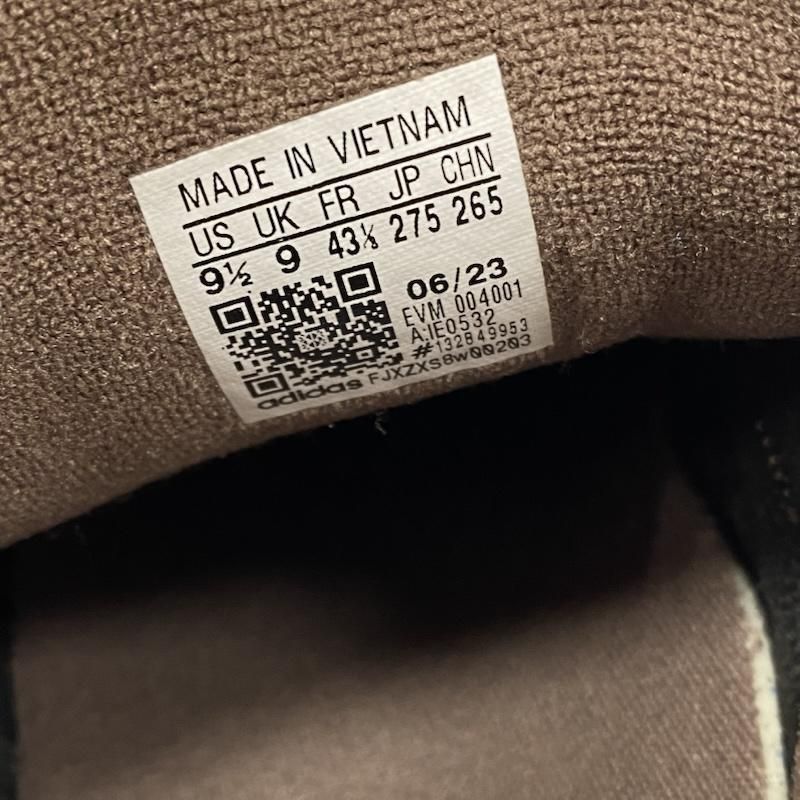 MADE IN VIETNAM
US UK FR JP CHN
9½ 9 43⅓ 275 265
06/23
EVM 004001
A:IE0532
#132845953
adidas FJXZXS8W00203